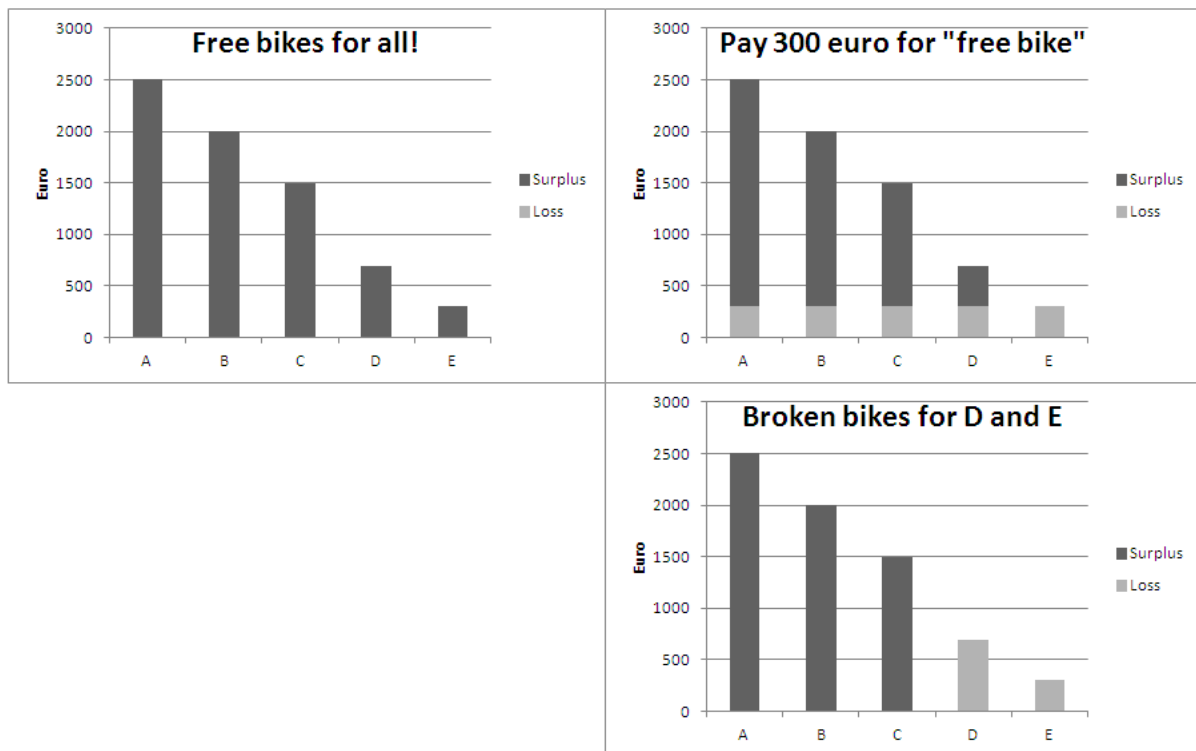 Free bikes for all!
3000
2500
2000
1500
1000
500
0
Euro
A B C D E
Surplus
Loss
Pay 300 euro for "free bike"
3000
2500
2000
1500
1000
500
0
Euro
A B C D E
Surplus
Loss
Broken bikes for D and E
3000
2500
2000
1500
1000
500
0
Euro
A B C D E
Surplus
Loss